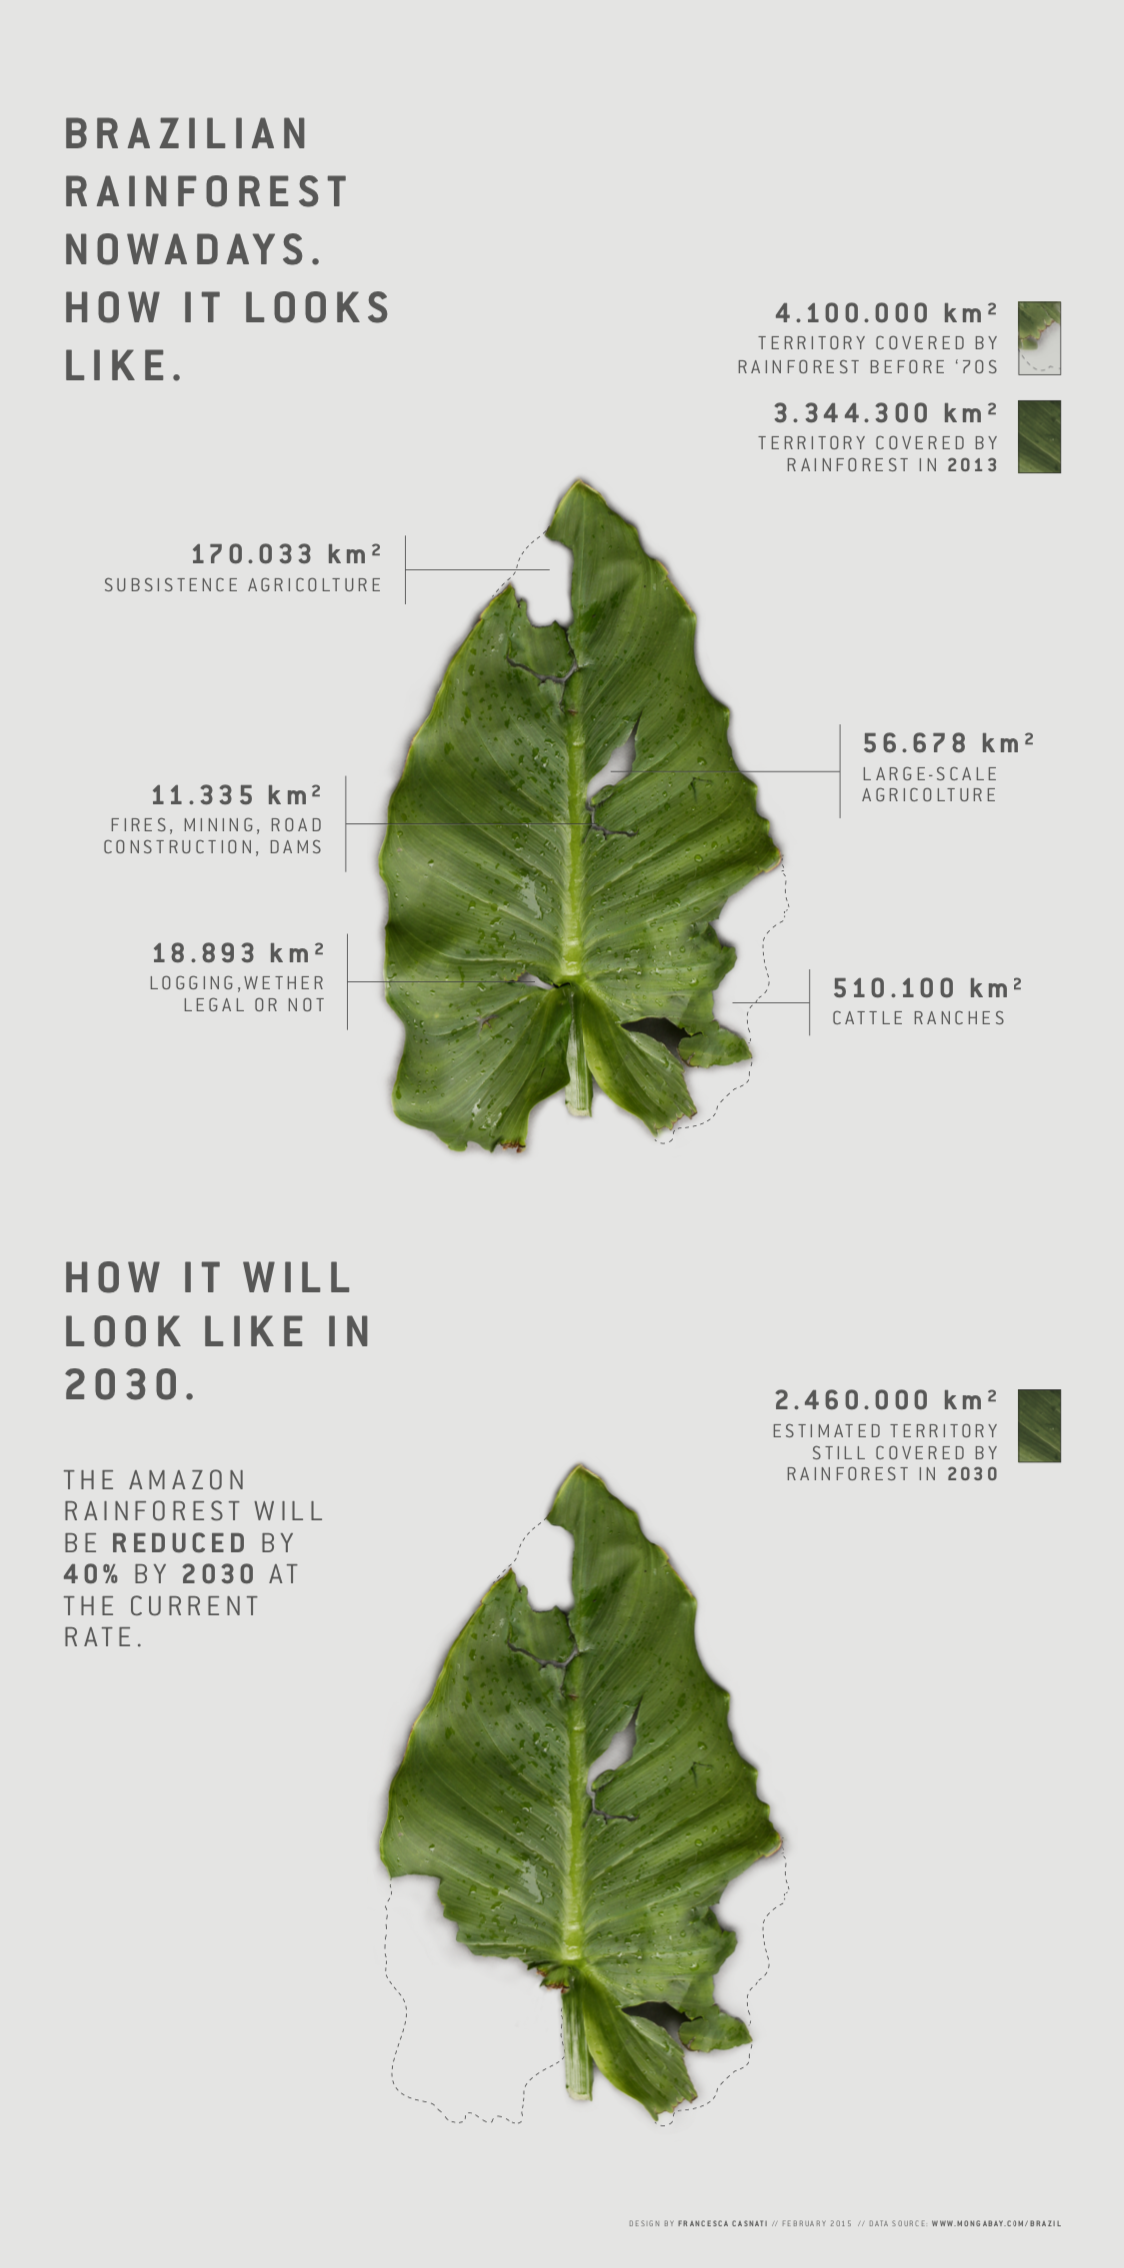 BRAZILIAN
RAINFOREST
NOWADAYS.
HOW IT LOOKS
LIKE.
4.100.000 km²
TERRITORY COVERED BY
RAINFOREST BEFORE ‘70S
3.344.300 km²
TERRITORY COVERED BY
RAINFOREST IN 2013
170.033 km²
SUBSISTENCE AGRICOLTURE
56.678 km²
LARGE-SCALE
AGRICOLTURE
11.335 km²
FIRES, MINING, ROAD
CONSTRUCTION, DAMS
18.893 km²
LOGGING,WETHER
LEGAL OR NOT
510.100 km²
CATTLE RANCHES
HOW IT WILL
LOOK LIKE IN
2030.
2.460.000 km²
ESTIMATED TERRITORY
STILL COVERED BY
RAINFOREST IN 2030
THE AMAZON
RAINFOREST WILL
BE REDUCED BY
40% BY 2030 AT
THE CURRENT
RATE.
DESIGN BY FRANCESCA CASNATI // FEBRUARY 2015 // DATA SOURCE: WWW.MONGABAY.COM/BRAZIL